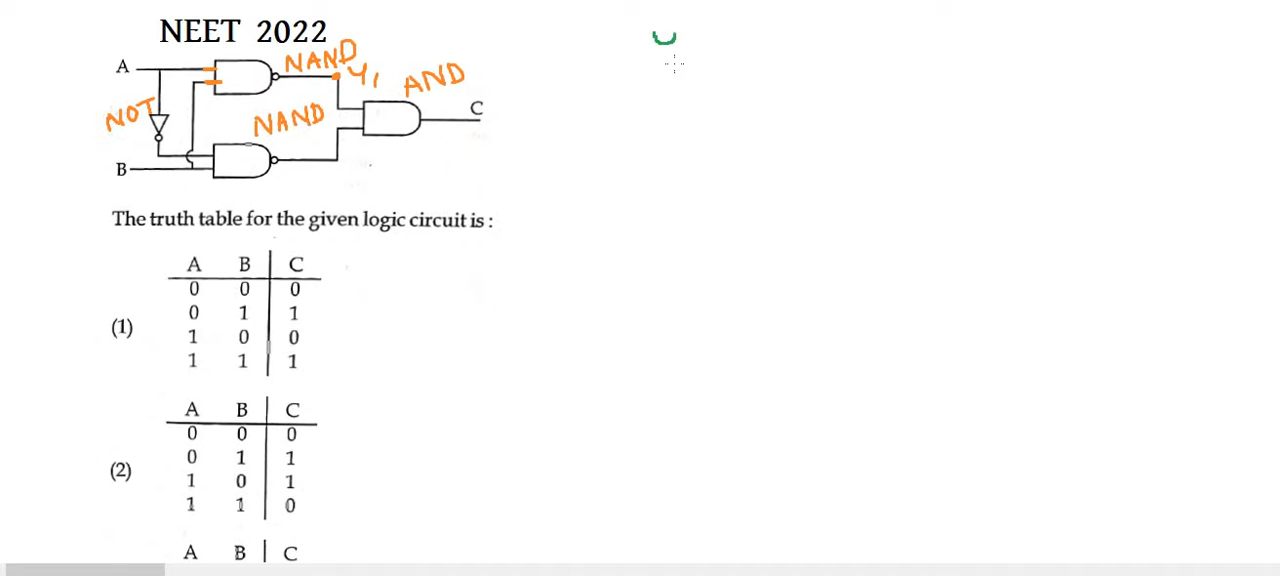 NEET 2022
A
NAND
Y1
AND
C
NOT
NAND
B
The truth table for the given logic circuit is :
A B C
0 0 0
0 1 1
(1)
1 0 0
1 1 1
A B C
0 0 0
0 1 1
(2)
1 0 1
1 1 0
A B C